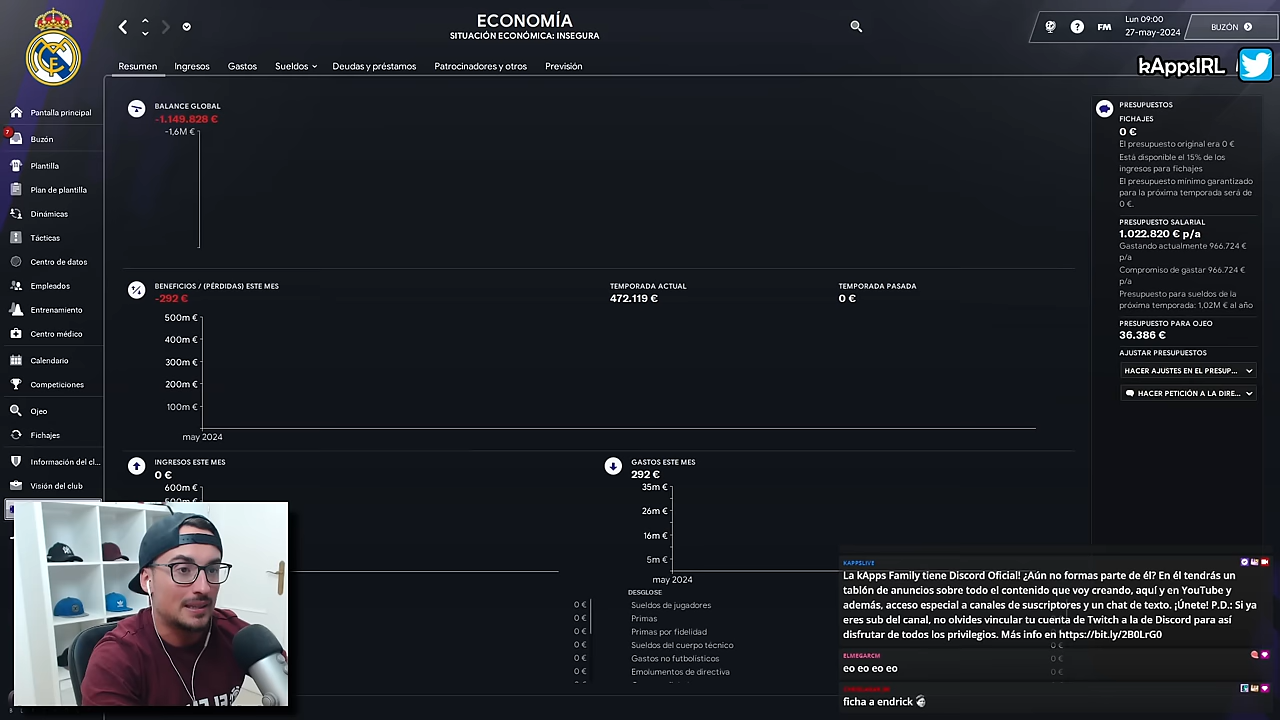 ECONOMÍA
SITUACIÓN ECONÓMICA: INSEGURA
FM
Lun 09:00
27-may-2024
BUZÓN
Resumen
Ingresos
Gastos
Sueldos
Deudas y préstamos
Patrocinadores y otros
Previsión
kAppsIRL
Pantalla principal
7
Buzón
Plantilla
Plan de plantilla
Dinámicas
Tácticas
Centro de datos
Empleados
Entrenamiento
Centro médico
Calendario
Competiciones
Ojeo
Fichajes
Información del cl...
Visión del club
BALANCE GLOBAL
-1.149.828 €
-1,6M €
BENEFICIOS / (PÉRDIDAS) ESTE MES
-292 €
TEMPORADA ACTUAL
472.119 €
TEMPORADA PASADA
0 €
500m €
400m €
300m €
200m €
100m €
may 2024
INGRESOS ESTE MES
0 €
600m €
500m €
GASTOS ESTE MES
292 €
35m €
26m €
16m €
5m €
may 2024
DESGLOSE
0 €
Sueldos de jugadores
0 €
Primas
0 €
Primas por fidelidad
0 €
Sueldos del cuerpo técnico
0 €
0 €
Gastos no futbolísticos
0 €
0 €
Emolumentos de directiva
0 €
PRESUPUESTOS
FICHAJES
0 €
El presupuesto original era 0 €
Está disponible el 15% de los
ingresos para fichajes
El presupuesto mínimo garantizado
para la próxima temporada será de
0 €.
PRESUPUESTO SALARIAL
1.022.820 € p/a
Gastando actualmente 966.724 €
p/a
Compromiso de gastar 966.724 €
p/a
Presupuesto para sueldos de la
próxima temporada: 1,02M € al año
PRESUPUESTO PARA OJEO
36.386 €
AJUSTAR PRESUPUESTOS
HACER AJUSTES EN EL PRESUP...
HACER PETICIÓN A LA DIRE...
KAPPSLIVE
La kApps Family tiene Discord Oficial! ¿Aún no formas parte de él? En él tendrás un
tablón de anuncios sobre todo el contenido que voy creando, aquí y en YouTube y
además, acceso especial a canales de suscriptores y un chat de texto. ¡Únete! P.D.: Si ya
eres sub del canal, no olvides vincular tu cuenta de Twitch a la de Discord para así
disfrutar de todos los privilegios. Más info en https://bit.ly/2B0LrG0
ELMEGARCM
eo eo eo eo
ficha a endrick